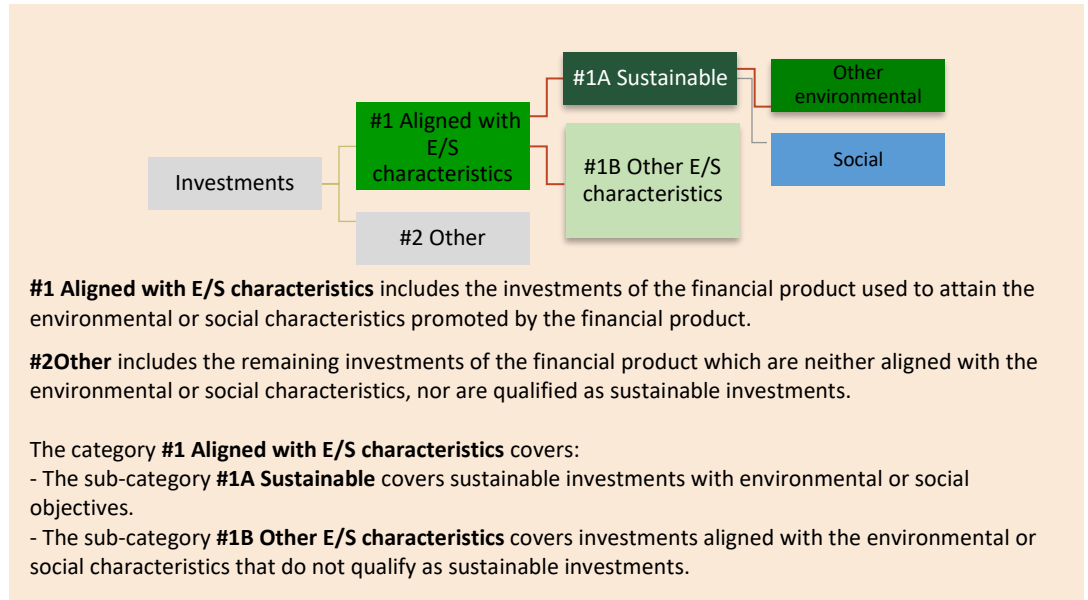 Investments
#1 Aligned with
E/S
characteristics
#2 Other
#1A Sustainable
#1B Other E/S
characteristics
Other
environmental
Social
#1 Aligned with E/S characteristics includes the investments of the financial product used to attain the
environmental or social characteristics promoted by the financial product.
#2Other includes the remaining investments of the financial product which are neither aligned with the
environmental or social characteristics, nor are qualified as sustainable investments.
The category #1 Aligned with E/S characteristics covers:
- The sub-category #1A Sustainable covers sustainable investments with environmental or social
objectives.
- The sub-category #1B Other E/S characteristics covers investments aligned with the environmental or
social characteristics that do not qualify as sustainable investments.